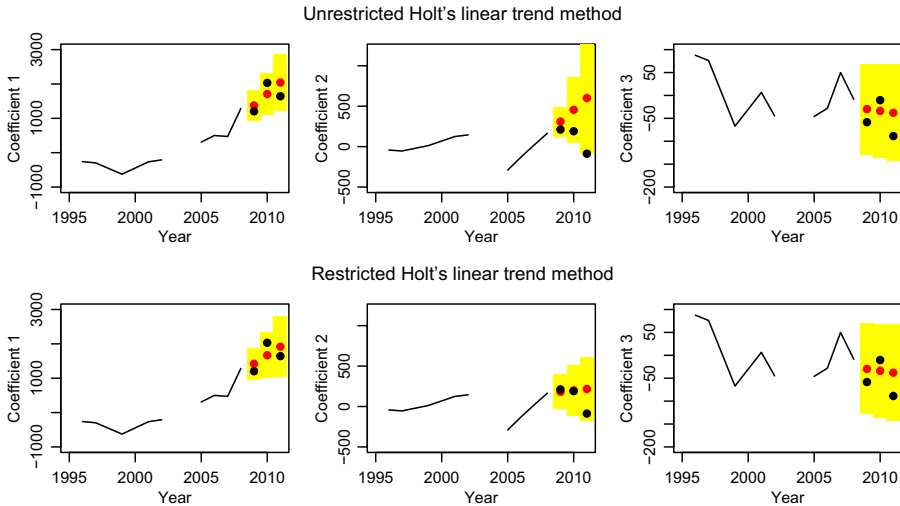 Unrestricted Holt's linear trend method
Coefficient 1
−1000 1000 3000
1995 2000 2005 2010
Year
Coefficient 2
−500 0 500
1995 2000 2005 2010
Year
Coefficient 3
−200 −50 50
1995 2000 2005 2010
Year
Restricted Holt's linear trend method
Coefficient 1
−1000 1000 3000
1995 2000 2005 2010
Year
Coefficient 2
−500 0 500
1995 2000 2005 2010
Year
Coefficient 3
−200 −50 50
1995 2000 2005 2010
Year